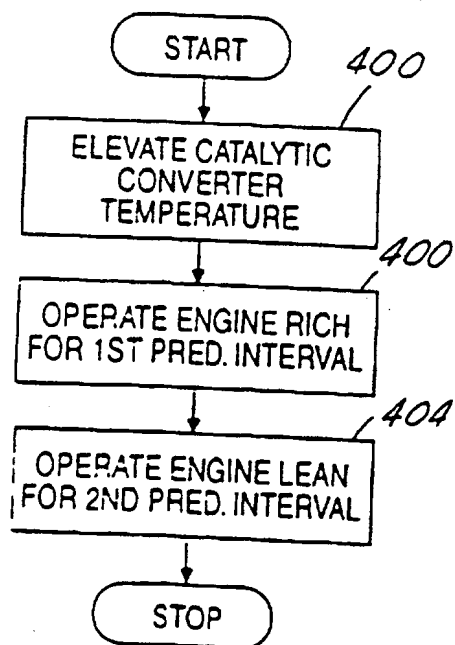 START
400
ELEVATE CATALYTIC
CONVERTER
TEMPERATURE
400
OPERATE ENGINE RICH
FOR 1ST PRED. INTERVAL
404
OPERATE ENGINE LEAN
FOR 2ND PRED. INTERVAL
STOP